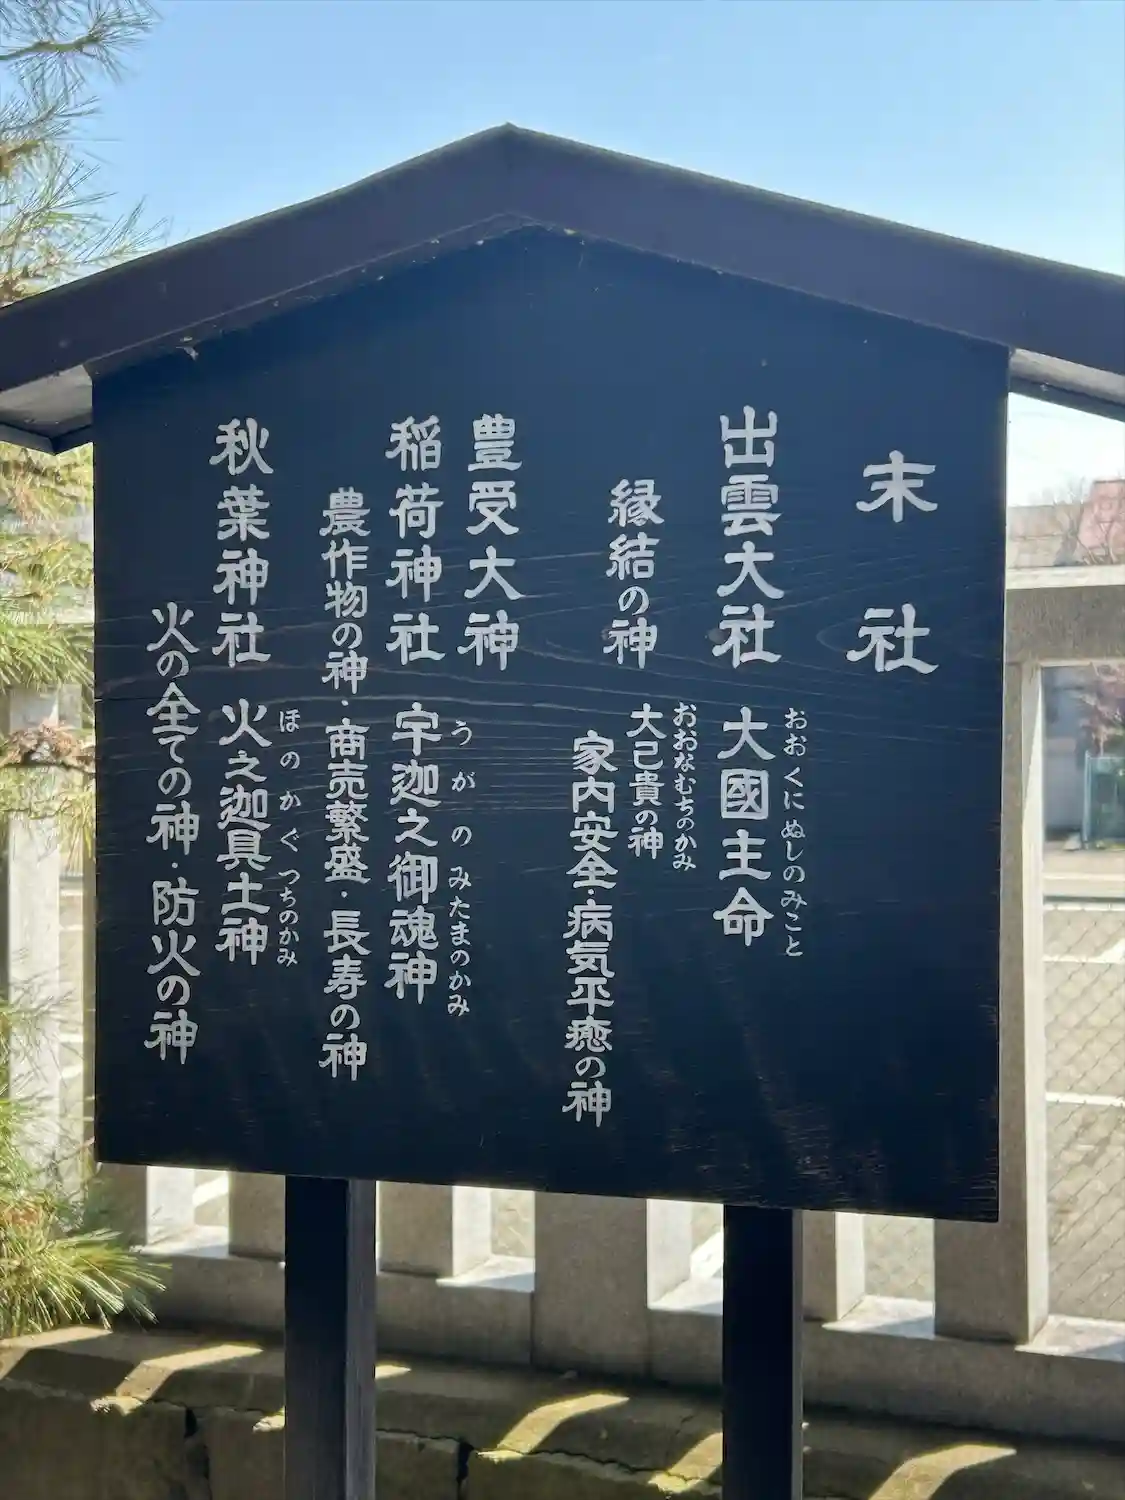 末社
出雲大社 大國主命
おおくにぬしのみこと
縁結の神 大己貴の神
おおなむちのかみ
家内安全・病気平癒の神
豊受大神
稲荷神社 宇迦之御魂神
うがのみたまのかみ
農作物の神・商売繁盛・長寿の神
秋葉神社 火之迦具土神
ほのかぐつちのかみ
火の全ての神・防火の神